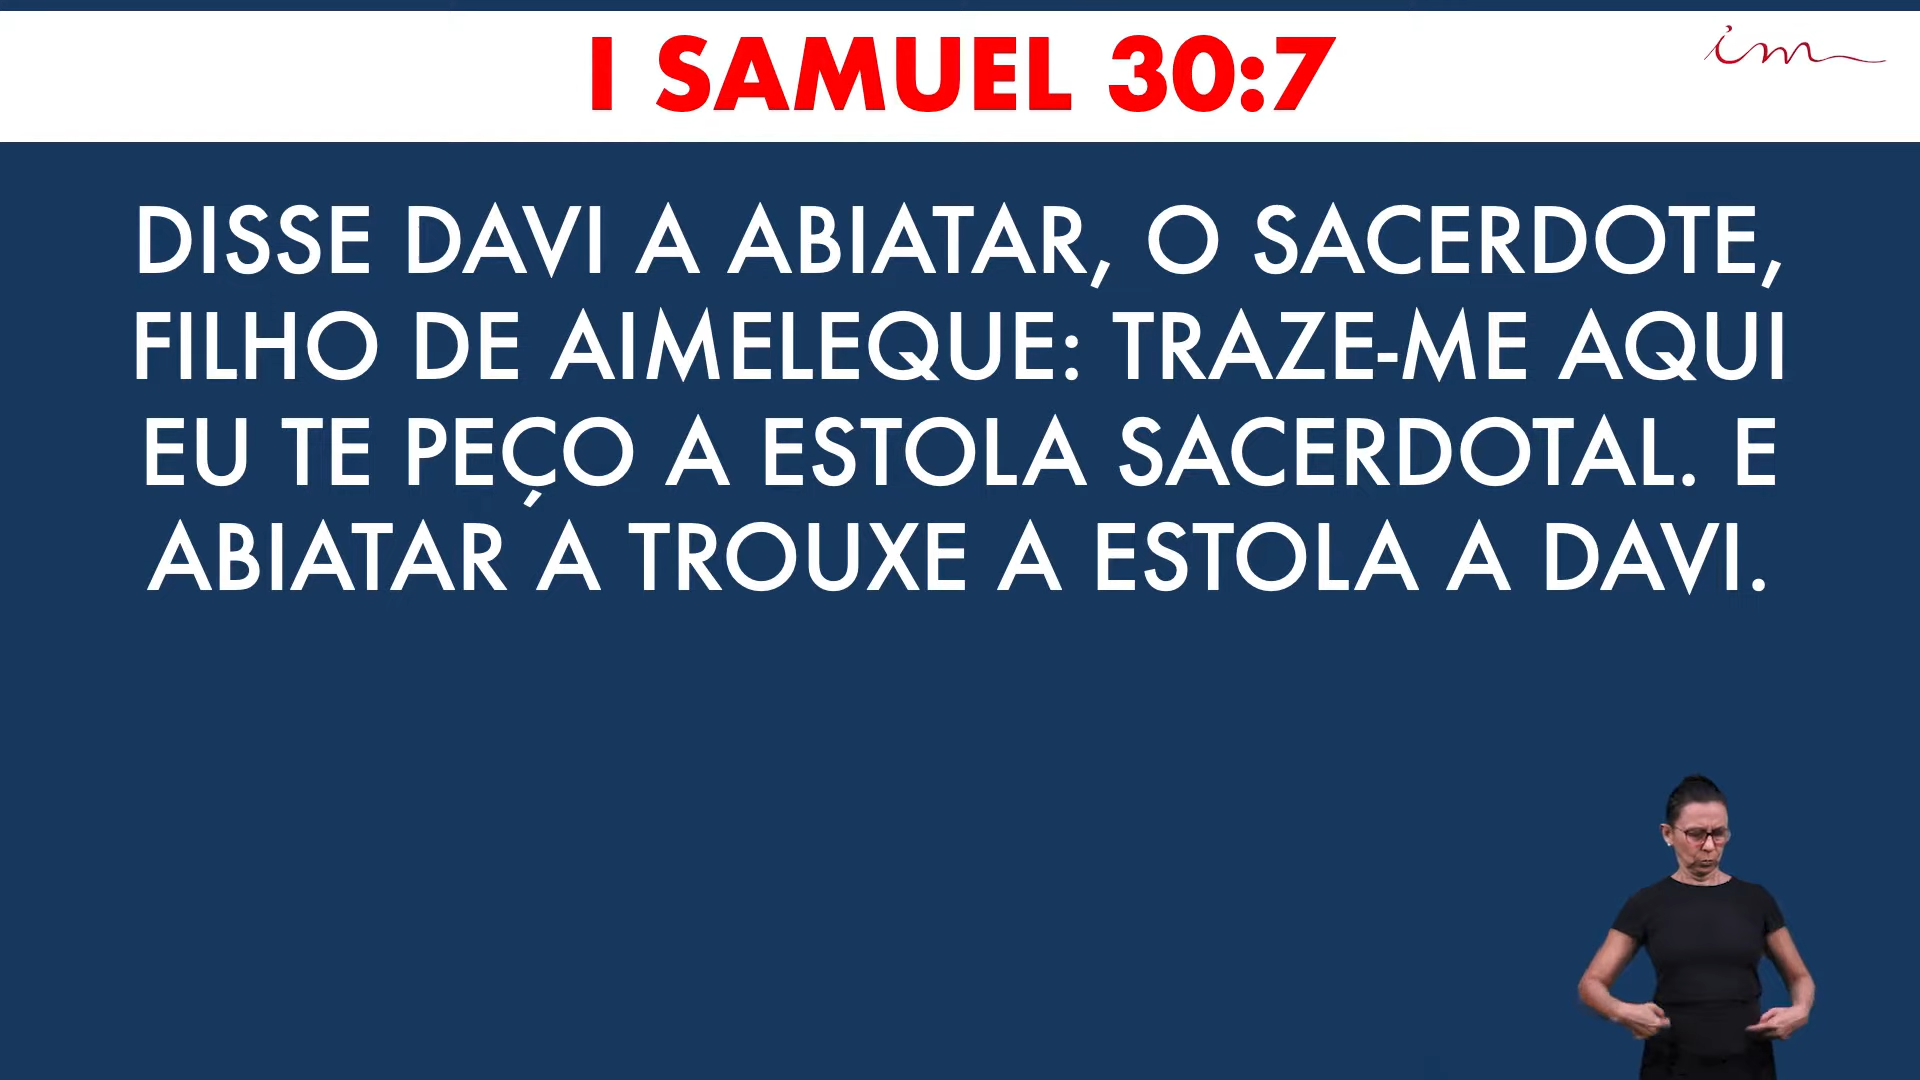 I SAMUEL 30:7
im
DISSE DAVI A ABIATAR, O SACERDOTE,
FILHO DE AIMELEQUE: TRAZE-ME AQUI
EU TE PEÇO A ESTOLA SACERDOTAL. E
ABIATAR A TROUXE A ESTOLA A DAVI.